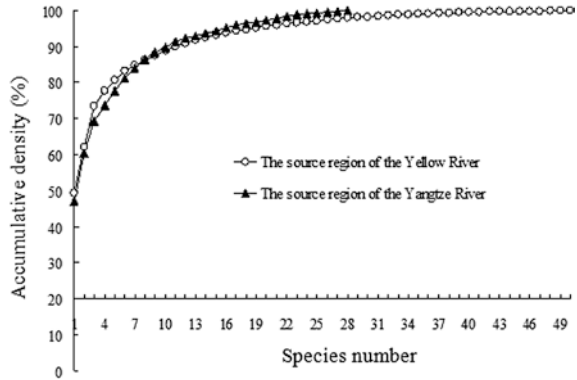 Accumulative density (%)
100
90
80
70
60
50
40
30
20
10
0
The source region of the Yellow River
The source region of the Yangtze River
1 4 7 10 13 16 19 22 25 28 31 34 37 40 43 46 49
Species number